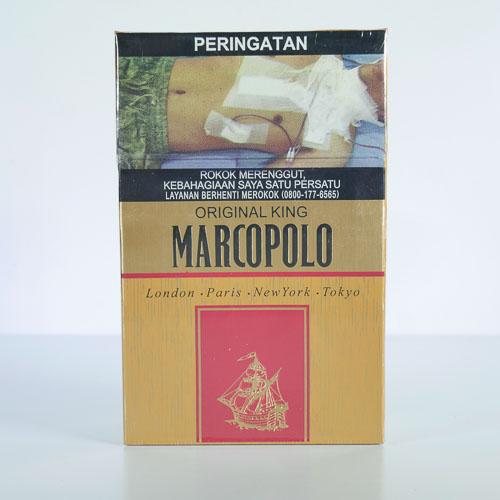 PERINGATAN
ROKOK MERENGGUT,
KEBAHAGIAAN SAYA SATU PERSATU
LAYANAN BERHENTI MEROKOK (0800-177-6565)
ORIGINAL KING
MARCOPOLO
London · Paris · NewYork · Tokyo